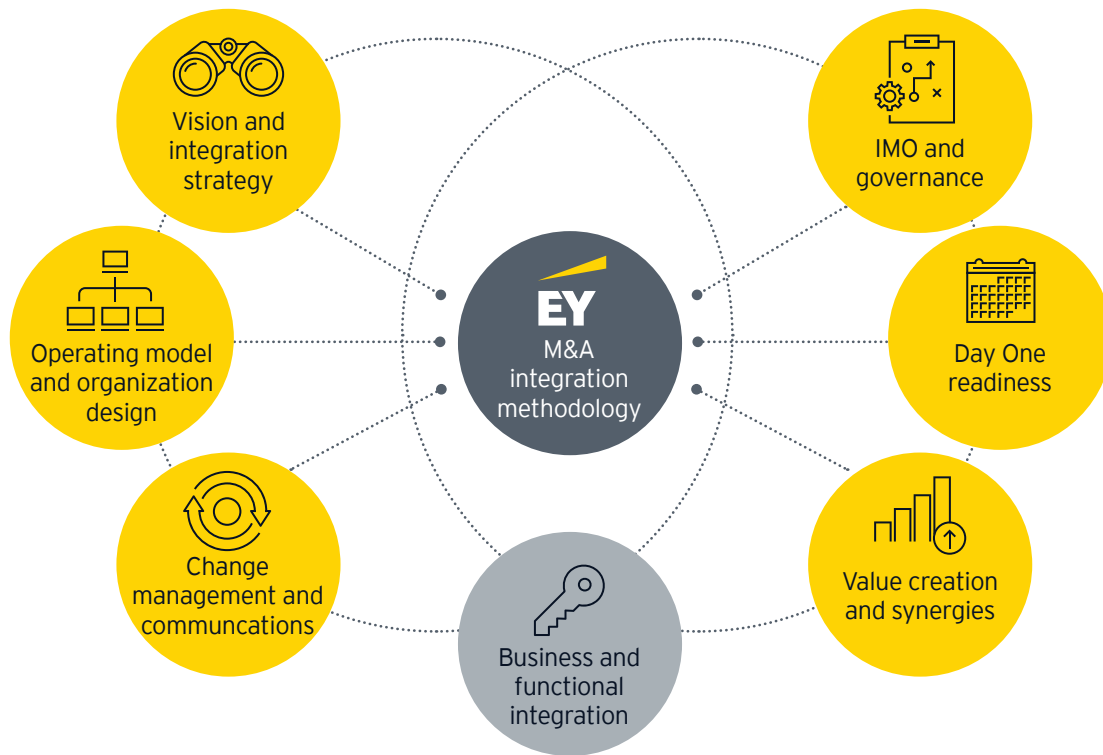 Vision and
integration
strategy
IMO and
governance
Operating model
and organization
design
EY
M&A
integration
methodology
Day One
readiness
Change
management and
communcations
Business and
functional
integration
Value creation
and synergies